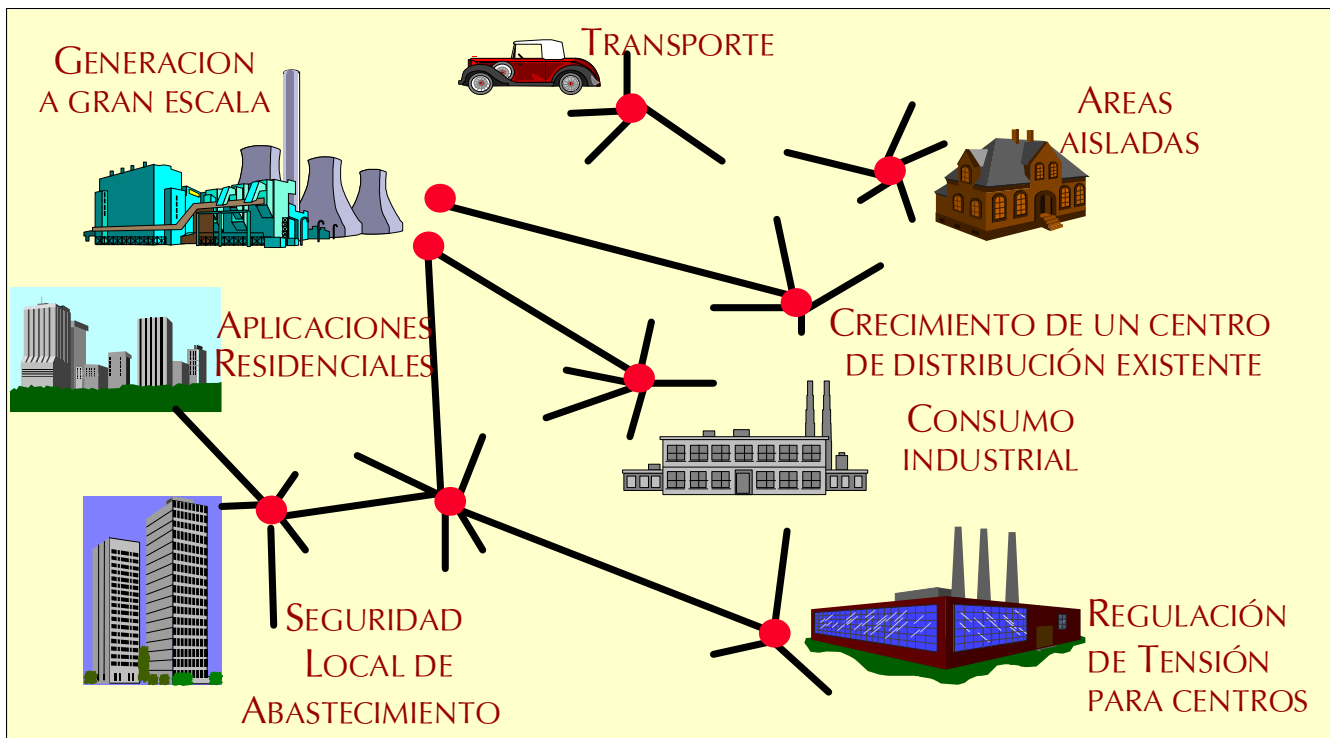 GENERACION
A GRAN ESCALA
TRANSPORTE
AREAS
AISLADAS
APLICACIONES
RESIDENCIALES
CRECIMIENTO DE UN CENTRO
DE DISTRIBUCIÓN EXISTENTE
CONSUMO
INDUSTRIAL
SEGURIDAD
LOCAL DE
ABASTECIMIENTO
REGULACIÓN
DE TENSIÓN
PARA CENTROS